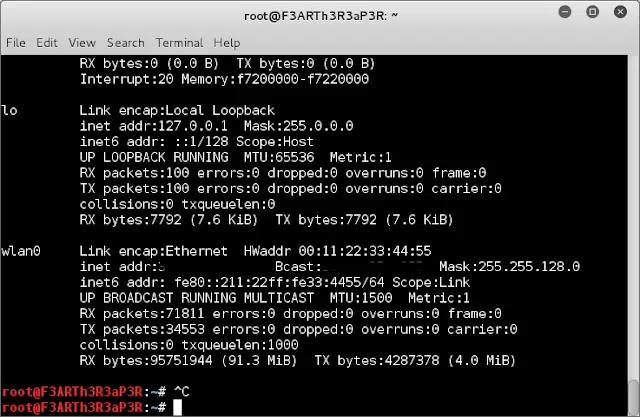 root@F3ARTh3R3aP3R: ~
File Edit View Search Terminal Help
RX bytes:0 (0.0 B) TX bytes:0 (0.0 B)
Interrupt:20 Memory:f7200000-f7220000
lo Link encap:Local Loopback
inet addr:127.0.0.1 Mask:255.0.0.0
inet6 addr: ::1/128 Scope:Host
UP LOOPBACK RUNNING MTU:65536 Metric:1
RX packets:100 errors:0 dropped:0 overruns:0 frame:0
TX packets:100 errors:0 dropped:0 overruns:0 carrier:0
collisions:0 txqueuelen:0
RX bytes:7792 (7.6 KiB) TX bytes:7792 (7.6 KiB)
wlan0 Link encap:Ethernet HWaddr 00:11:22:33:44:55
inet addr: Bcast: Mask:255.255.128.0
inet6 addr: fe80::211:22ff:fe33:4455/64 Scope:Link
UP BROADCAST RUNNING MULTICAST MTU:1500 Metric:1
RX packets:71811 errors:0 dropped:0 overruns:0 frame:0
TX packets:34553 errors:0 dropped:0 overruns:0 carrier:0
collisions:0 txqueuelen:1000
RX bytes:95751944 (91.3 MiB) TX bytes:4287378 (4.0 MiB)
root@F3ARTh3R3aP3R:~# ^C
root@F3ARTh3R3aP3R:~#